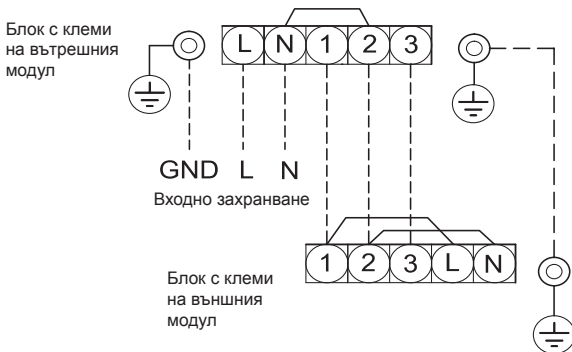 Блок с клеми
на вътрешния
модул
L N 1 2 3
GND L N
Входно захранване
1 2 3 L N
Блок с клеми
на външния
модул